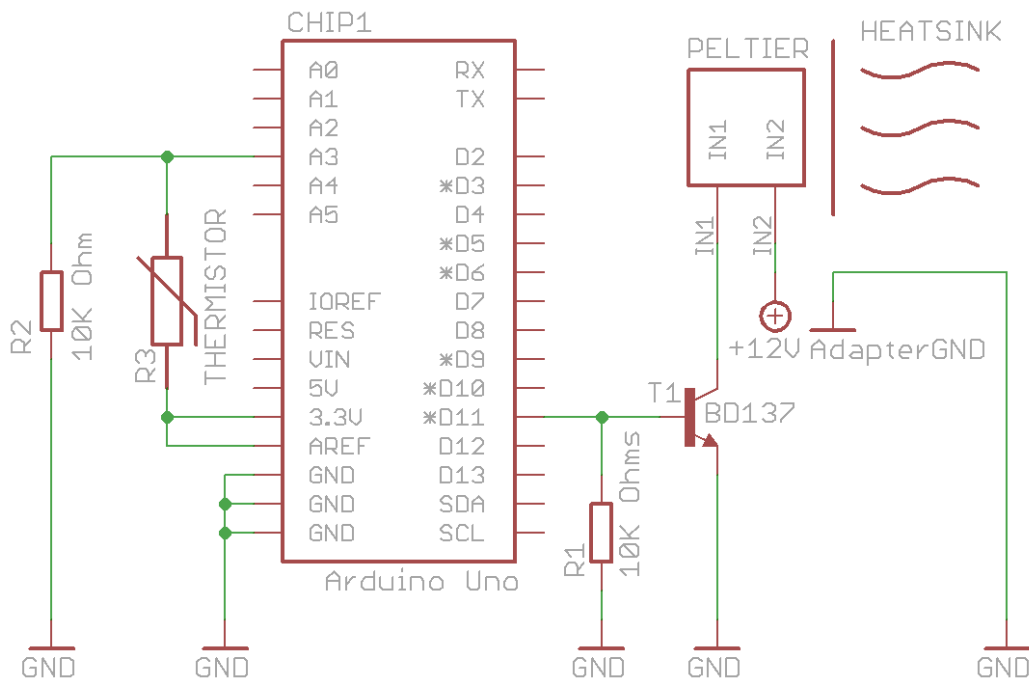 CHIP1
PELTIER
HEATSINK
A0
A1
A2
A3
A4
A5
IOREF
RES
VIN
5V
3.3V
AREF
GND
GND
GND
RX
TX
D2
*D3
D4
*D5
*D6
D7
D8
*D9
*D10
*D11
D12
D13
SDA
SCL
Arduino Uno
IN1
IN2
IN1
IN2
+12V
AdapterGND
R2
10K Ohm
R3
THERMISTOR
T1
BD137
R1
10K Ohms
GND
GND
GND
GND
GND